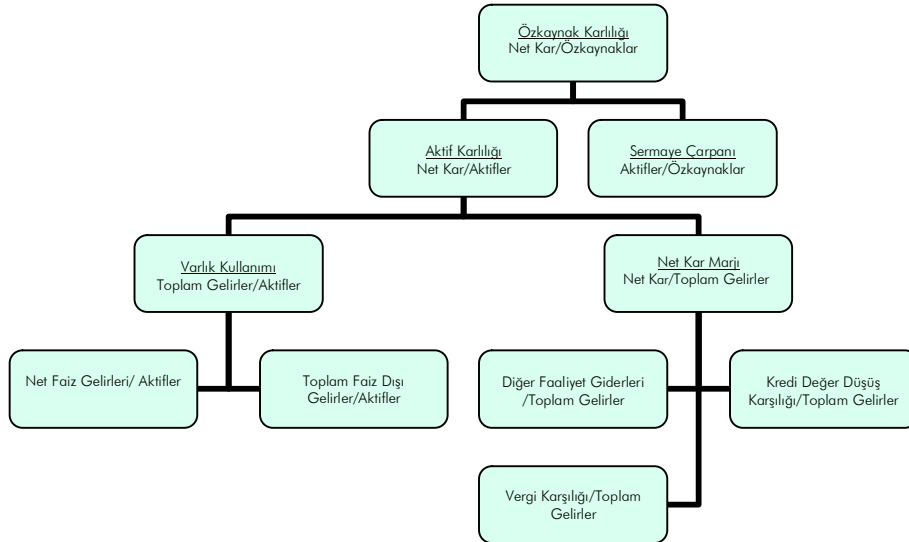 Özkaynak Karlılığı
Net Kar/Özkaynaklar
Aktif Karlılığı
Net Kar/Aktifler
Sermaye Çarpanı
Aktifler/Özkaynaklar
Varlık Kullanımı
Toplam Gelirler/Aktifler
Net Kar Marjı
Net Kar/Toplam Gelirler
Net Faiz Gelirleri/ Aktifler
Toplam Faiz Dışı
Gelirler/Aktifler
Diğer Faaliyet Giderleri
/Toplam Gelirler
Kredi Değer Düşüş
Karşılığı/Toplam Gelirler
Vergi Karşılığı/Toplam
Gelirler